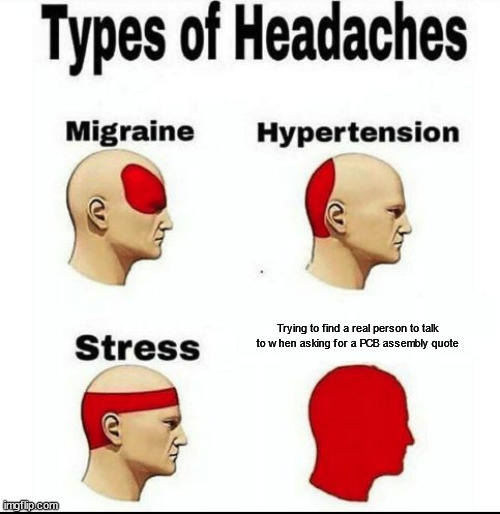 Types of Headaches
Migraine
Hypertension
Stress
Trying to find a real person to talk
to when asking for a PCB assembly quote
imgflip.com